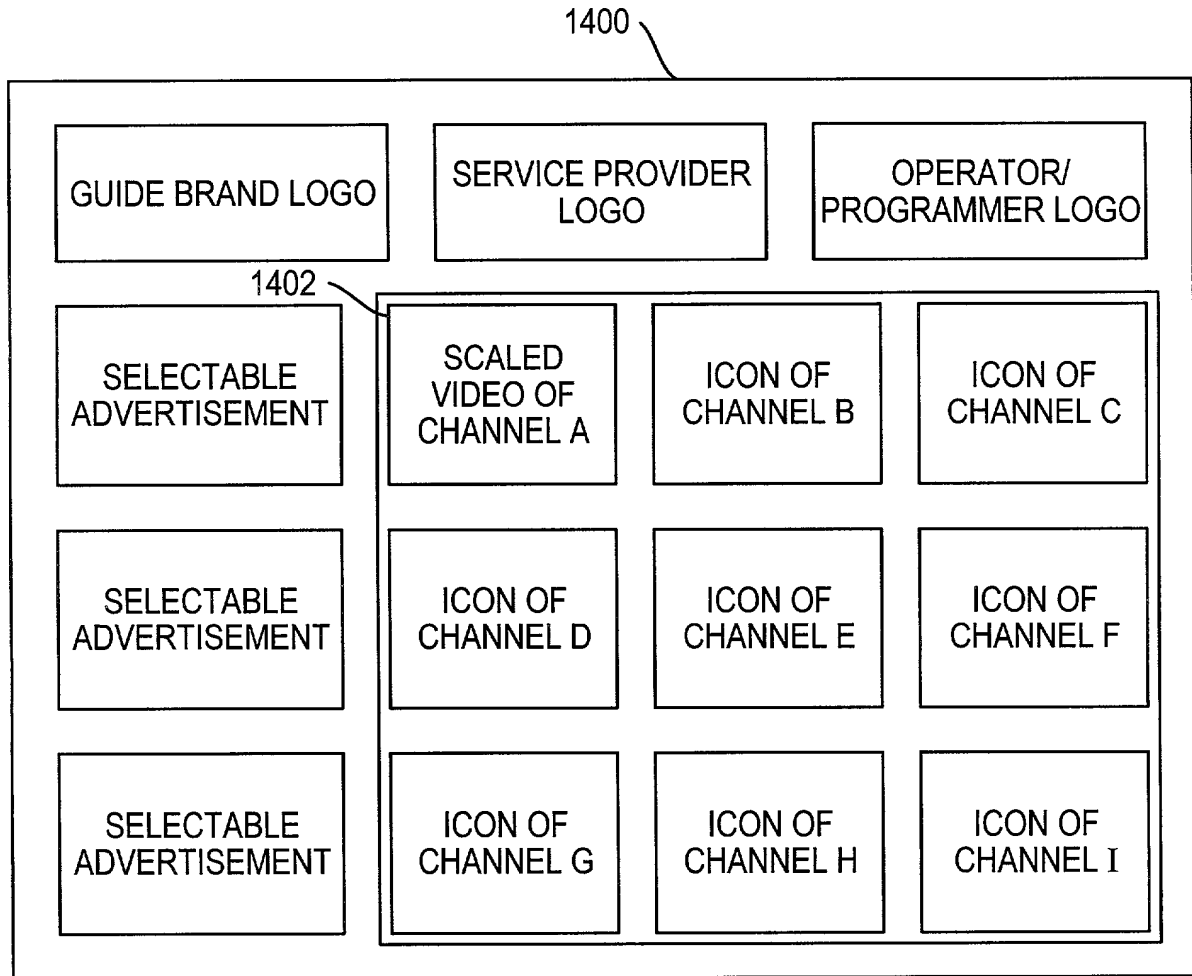 1400
GUIDE BRAND LOGO
SERVICE PROVIDER
LOGO
OPERATOR/
PROGRAMMER LOGO
1402
SELECTABLE
ADVERTISEMENT
SCALED
VIDEO OF
CHANNEL A
ICON OF
CHANNEL B
ICON OF
CHANNEL C
SELECTABLE
ADVERTISEMENT
ICON OF
CHANNEL D
ICON OF
CHANNEL E
ICON OF
CHANNEL F
SELECTABLE
ADVERTISEMENT
ICON OF
CHANNEL G
ICON OF
CHANNEL H
ICON OF
CHANNEL I